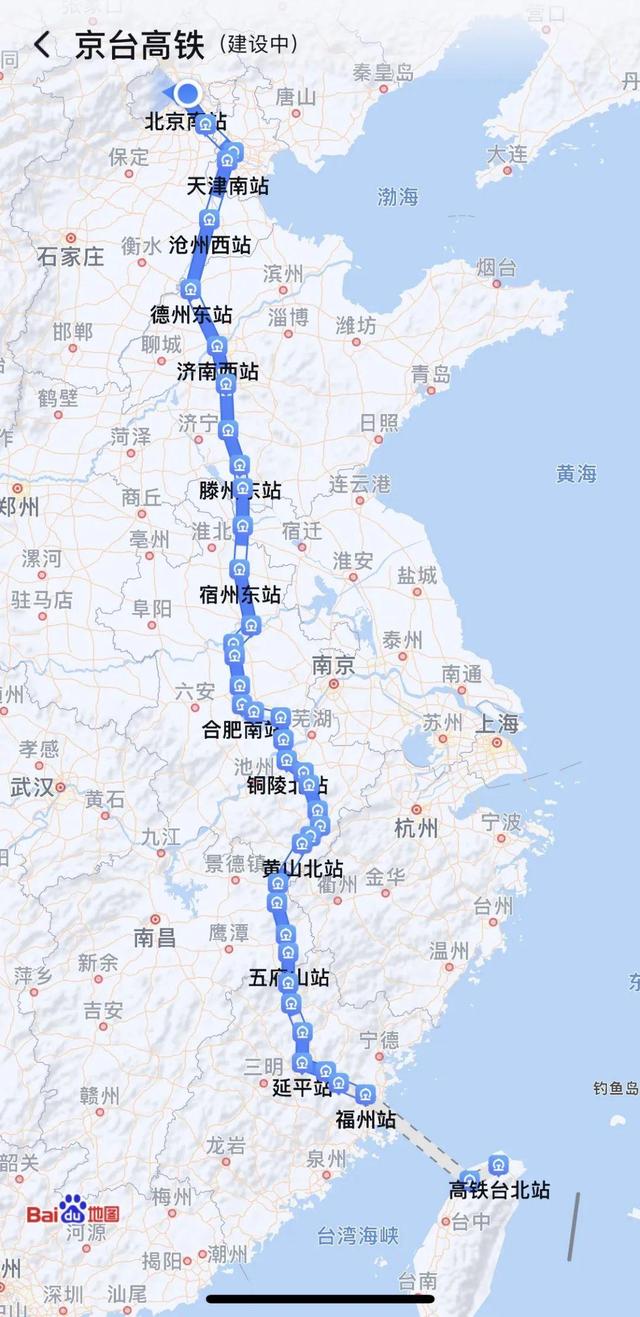 张家口
京台高铁（建设中）
营口
同
秦皇岛
唐山
丹
北京南站
保定
大连
天津南站
渤海
沧州西站
衡水
石家庄
滨州
烟台
德州东站
淄博
潍坊
邯郸
聊城
济南西站
青岛
鹤壁
济宁
日照
作
菏泽
黄海
滕州东站
连云港
郑州
商丘
淮北
宿迁
亳州
漯河
淮安
盐城
宿州东站
驻马店
阜阳
泰州
南京
南通
州
六安
芜湖
苏州
上海
合肥南站
孝感
池州
武汉
铜陵北站
黄石
杭州
宁波
九江
景德镇
黄山北站
衢州
金华
台州
南昌
鹰潭
温州
萍乡
新余
五府山站
东
吉安
宁德
三明
延平站
钓鱼岛
赣州
福州站
龙岩
泉州
韶关
高铁台北站
梅州
Bai du 地图
台中
河源
台湾海峡
揭阳
潮州
州
台南
深圳
汕尾
中山